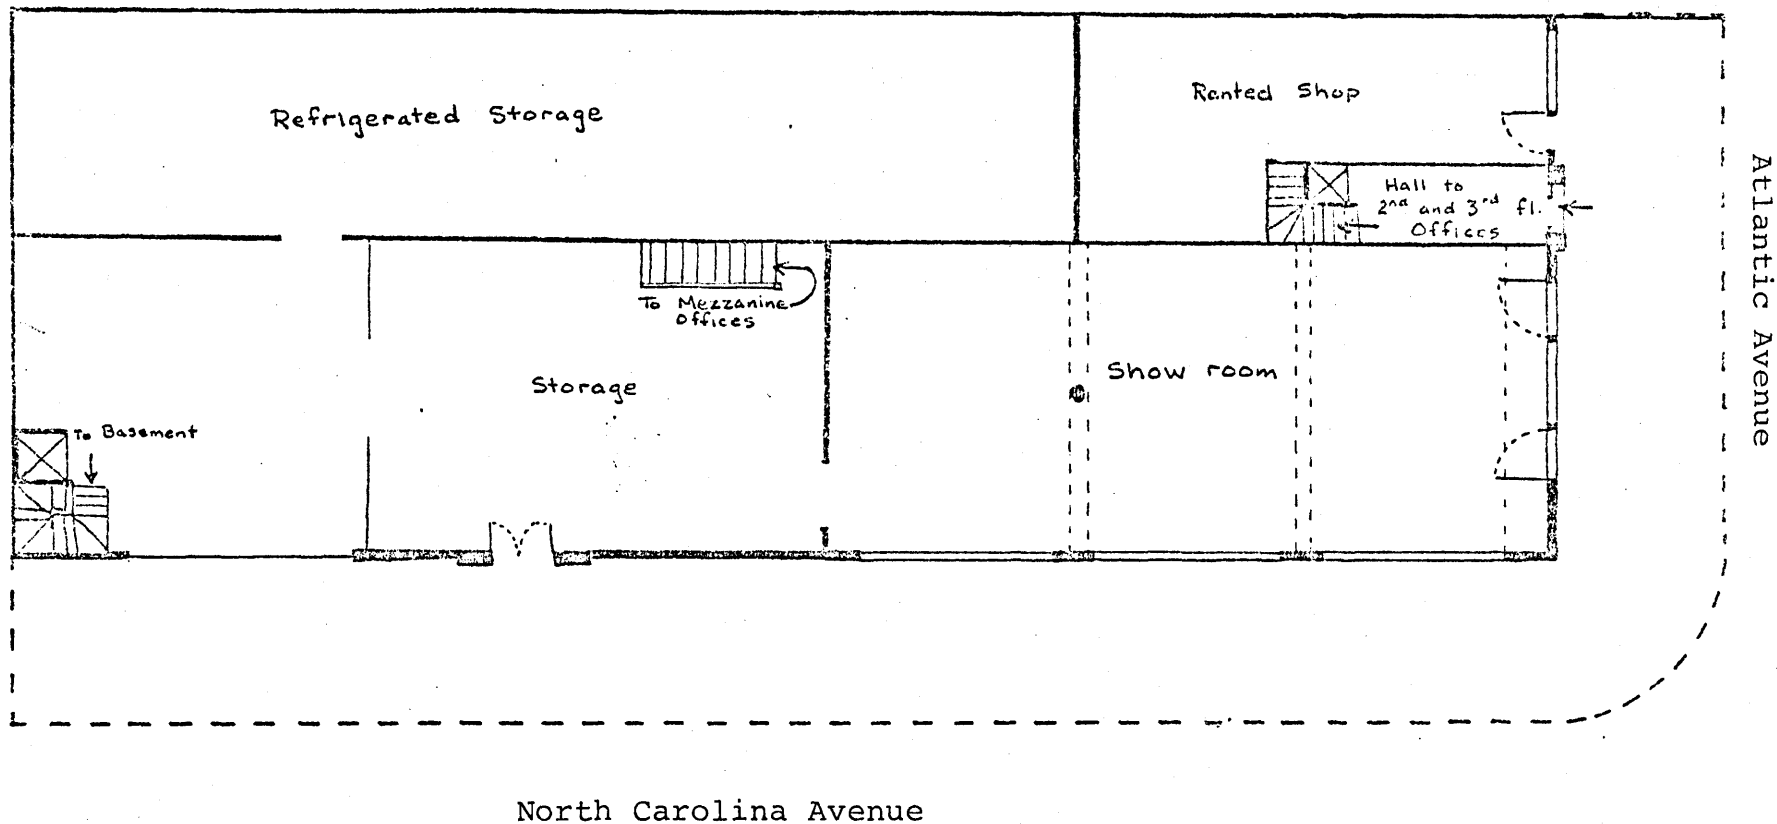 Refrigerated Storage
Ranted Shop
Hall to
2nd and 3rd fl.
Offices
To Mezzanine
Offices
Storage
Show room
To Basement
Atlantic Avenue
North Carolina Avenue